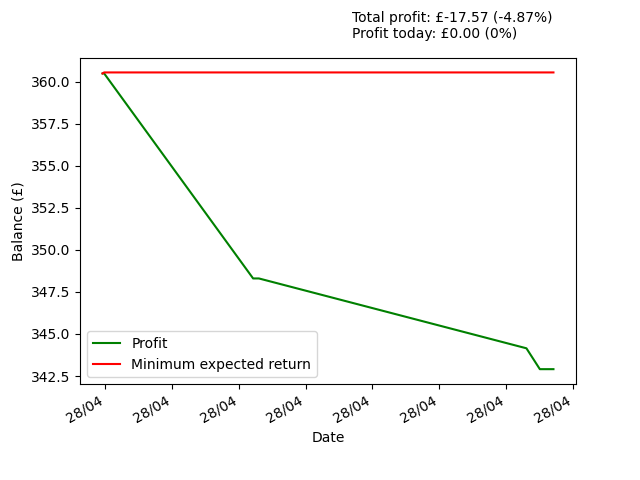 Total profit: £-17.57 (-4.87%)
Profit today: £0.00 (0%)
360.0
357.5
355.0
352.5
350.0
347.5
345.0
342.5
Balance (£)
Profit
Minimum expected return
28/04 28/04 28/04 28/04 28/04 28/04 28/04 28/04
Date